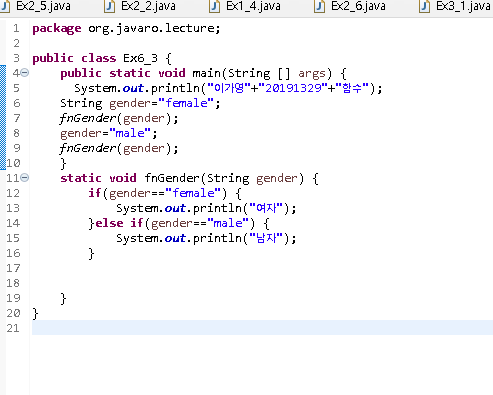 Ex2_5.java Ex2_2.java Ex1_4.java Ex2_6.java Ex3_1.java
1 package org.javaro.lecture;
2
3 public class Ex6_3 {
4 public static void main(String [] args) {
5 System.out.println("이가영"+"20191329"+"함수");
6 String gender="female";
7 fnGender(gender);
8 gender="male";
9 fnGender(gender);
10 }
11 static void fnGender(String gender) {
12 if(gender=="female") {
13 System.out.println("여자");
14 }else if(gender=="male") {
15 System.out.println("남자");
16 }
17
18
19 }
20 }
21